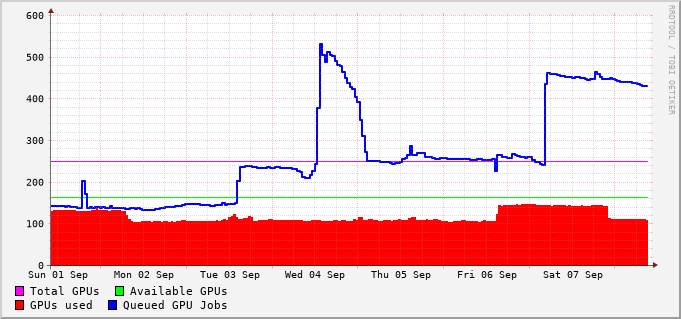 600
500
400
300
200
100
0
Sun 01 Sep Mon 02 Sep Tue 03 Sep Wed 04 Sep Thu 05 Sep Fri 06 Sep Sat 07 Sep
Total GPUs Available GPUs
GPUs used Queued GPU Jobs
RRDTOOL / TOBI OETIKER